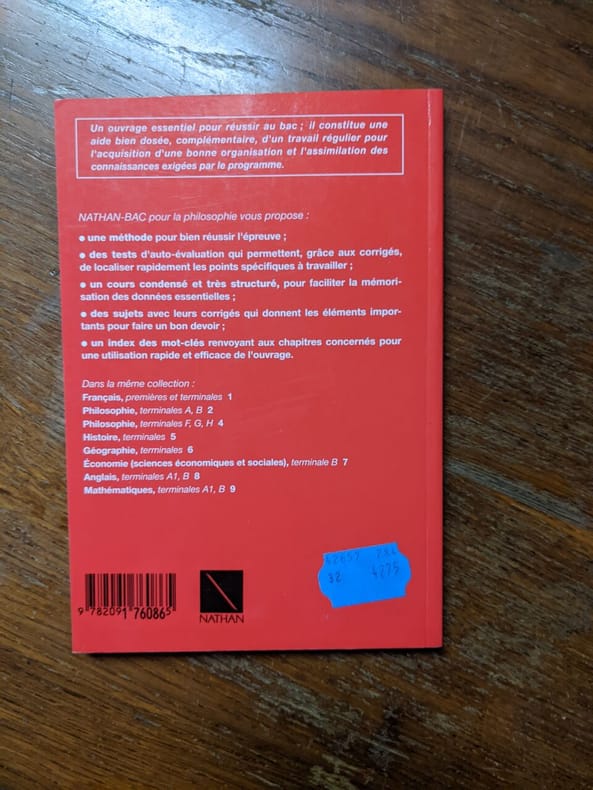 Un ouvrage essentiel pour réussir au bac ; il constitue une
aide bien dosée, complémentaire, d'un travail régulier pour
l'acquisition d'une bonne organisation et l'assimilation des
connaissances exigées par le programme.
NATHAN-BAC pour la philosophie vous propose :
● une méthode pour bien réussir l'épreuve ;
● des tests d'auto-évaluation qui permettent, grâce aux corrigés,
de localiser rapidement les points spécifiques à travailler ;
● un cours condensé et très structuré, pour faciliter la mémori-
sation des données essentielles ;
● des sujets avec leurs corrigés qui donnent les éléments impor-
tants pour faire un bon devoir ;
● un index des mot-clés renvoyant aux chapitres concernés pour
une utilisation rapide et efficace de l'ouvrage.
Dans la même collection :
Français, premières et terminales 1
Philosophie, terminales A, B 2
Philosophie, terminales F, G, H 4
Histoire, terminales 5
Géographie, terminales 6
Économie (sciences économiques et sociales), terminale B 7
Anglais, terminales A1, B 8
Mathématiques, terminales A1, B 9
9 782091 760865
NATHAN
32 4275